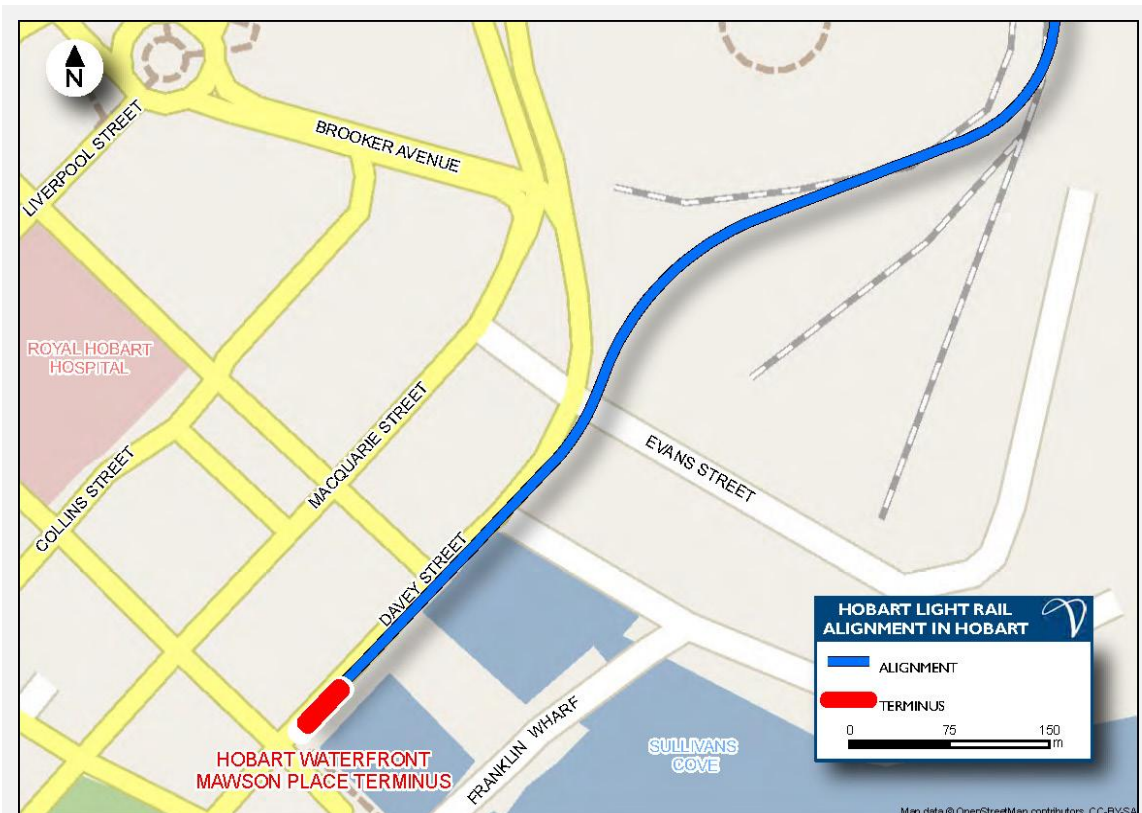 N
LIVERPOOL STREET
BROOKER AVENUE
ROYAL HOBART
HOSPITAL
COLLINS STREET
MACQUARIE STREET
EVANS STREET
DAVEY STREET
HOBART LIGHT RAIL
ALIGNMENT IN HOBART
ALIGNMENT
TERMINUS
0 75 150
m
HOBART WATERFRONT
MAWSON PLACE TERMINUS
FRANKLIN WHARF
SULLIVANS
COVE
Map data © OpenStreetMap contributors, CC-BY-SA